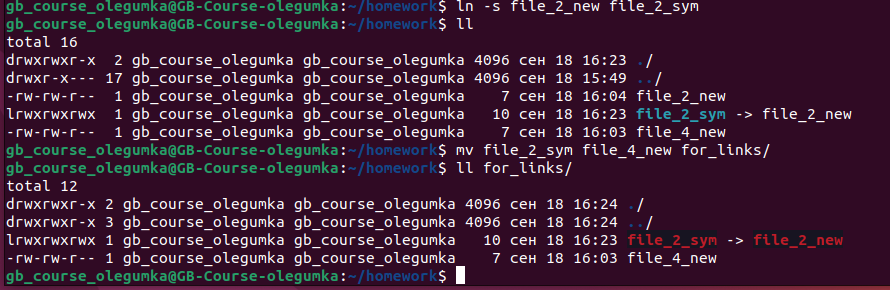 gb_course_olegumka@GB-Course-olegumka:~/homework$ ln -s file_2_new file_2_sym
gb_course_olegumka@GB-Course-olegumka:~/homework$ ll
total 16
drwxrwxr-x  2 gb_course_olegumka gb_course_olegumka 4096 сен 18 16:23 ./
drwxr-x--- 17 gb_course_olegumka gb_course_olegumka 4096 сен 18 15:49 ../
-rw-rw-r--  1 gb_course_olegumka gb_course_olegumka    7 сен 18 16:04 file_2_new
lrwxrwxrwx  1 gb_course_olegumka gb_course_olegumka   10 сен 18 16:23 file_2_sym -> file_2_new
-rw-rw-r--  1 gb_course_olegumka gb_course_olegumka    7 сен 18 16:03 file_4_new
gb_course_olegumka@GB-Course-olegumka:~/homework$ mv file_2_sym file_4_new for_links/
gb_course_olegumka@GB-Course-olegumka:~/homework$ ll for_links/
total 12
drwxrwxr-x 2 gb_course_olegumka gb_course_olegumka 4096 сен 18 16:24 ./
drwxrwxr-x 3 gb_course_olegumka gb_course_olegumka 4096 сен 18 16:24 ../
lrwxrwxrwx 1 gb_course_olegumka gb_course_olegumka   10 сен 18 16:23 file_2_sym -> file_2_new
-rw-rw-r-- 1 gb_course_olegumka gb_course_olegumka    7 сен 18 16:03 file_4_new
gb_course_olegumka@GB-Course-olegumka:~/homework$